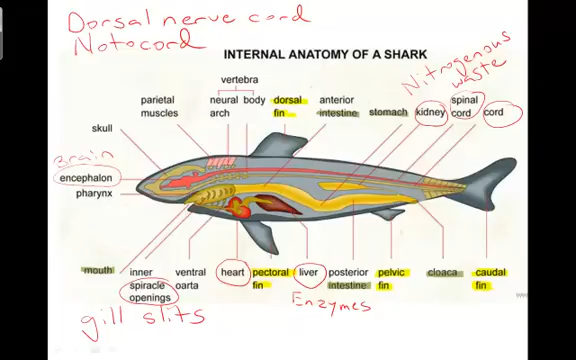 Dorsal nerve cord
Notocord
INTERNAL ANATOMY OF A SHARK
Nitrogenous
waste
vertebra
parietal
muscles
neural
arch
body
dorsal
fin
anterior
intestine
stomach
kidney
spinal
cord
cord
skull
Brain
encephalon
pharynx
mouth
inner
spiracle
openings
ventral
oarta
heart
pectoral
fin
liver
posterior
intestine
pelvic
fin
cloaca
caudal
fin
Enzymes
gill slits